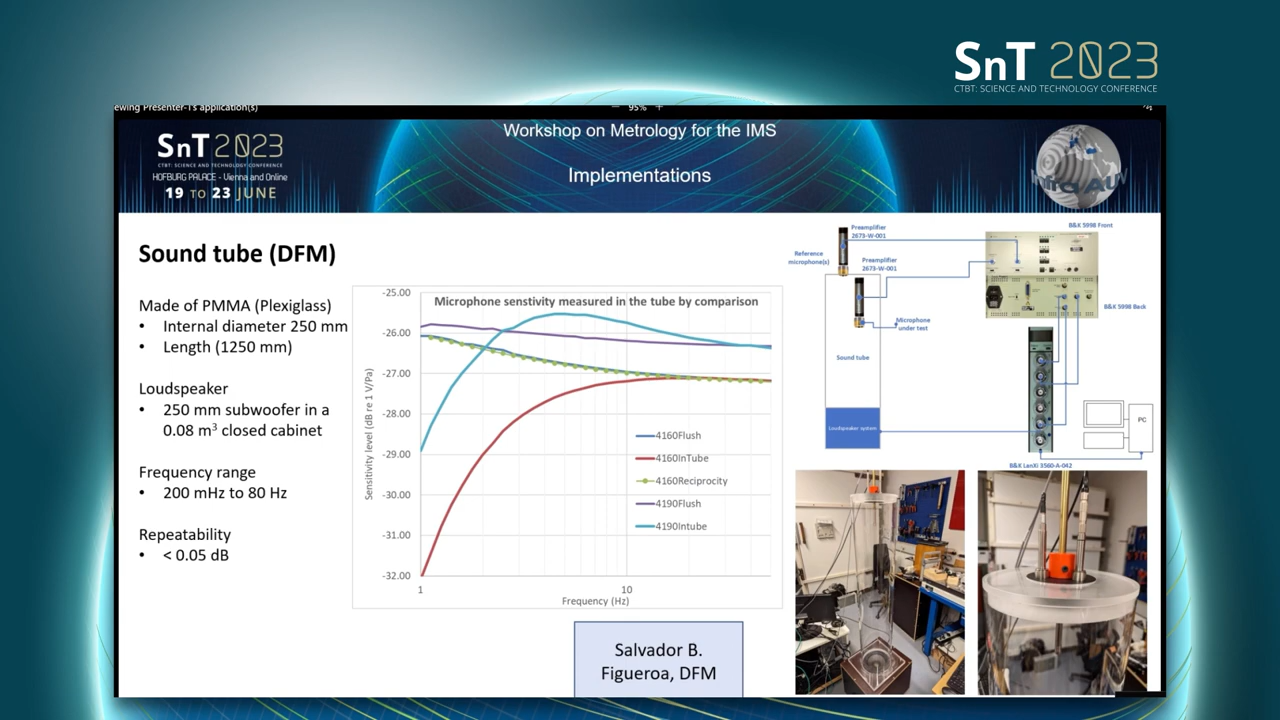 SnT 2023
CTBT: SCIENCE AND TECHNOLOGY CONFERENCE
ewing Presenter-1's application(s)
95%
SnT 2023
CTBT: SCIENCE AND TECHNOLOGY CONFERENCE
HOFBURG PALACE - Vienna and Online
19 TO 23 JUNE
Workshop on Metrology for the IMS
Implementations
Infra AUV
Sound tube (DFM)
Made of PMMA (Plexiglass)
• Internal diameter 250 mm
• Length (1250 mm)
Loudspeaker
• 250 mm subwoofer in a
0.08 m³ closed cabinet
Frequency range
• 200 mHz to 80 Hz
Repeatability
• < 0.05 dB
Microphone senstivity measured in the tube by comparison
Sensitivity level (dB re 1 V/Pa)
-25.00
-26.00
-27.00
-28.00
-29.00
-30.00
-31.00
-32.00
1
10
Frequency (Hz)
4160Flush
4160InTube
4160Reciprocity
4190Flush
4190Intube
Salvador B.
Figueroa, DFM
Preamplifier
2673-W-001
Reference
microphone(s)
Preamplifier
2673-W-001
Microphone
under test
Sound tube
Loudspeaker system
B&K 5998 Front
B&K 5998 Back
PC
B&K LanXi 3560-A-042